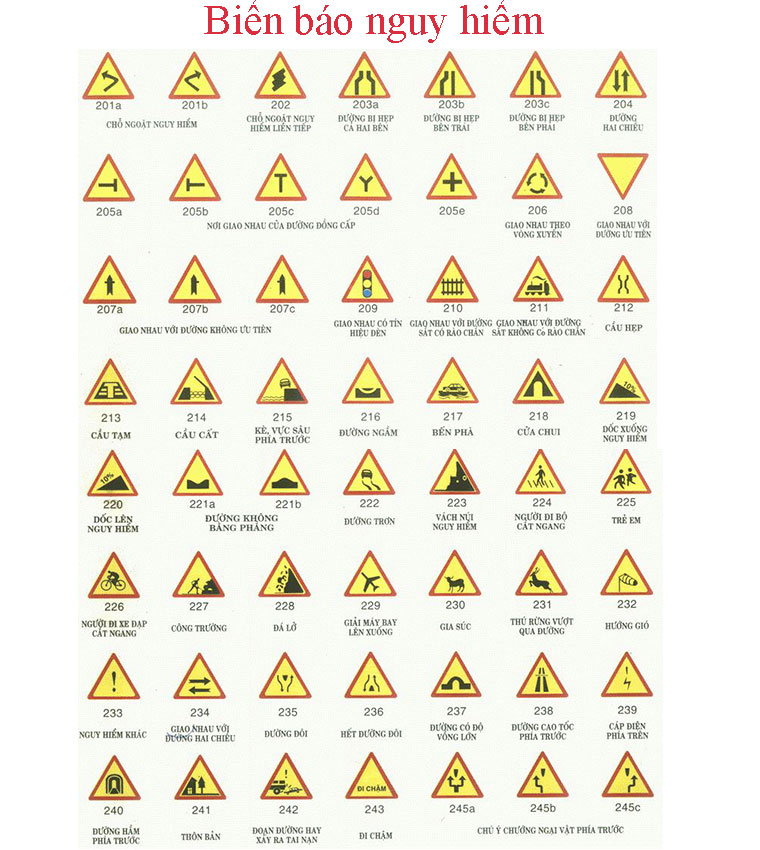 Biển báo nguy hiểm
201a 201b 202 203a 203b 203c 204
CHỖ NGOẶT NGUY HIỂM
CHỖ NGOẶT NGUY
HIỂM LIÊN TIẾP
ĐƯỜNG BỊ HẸP
CẢ HAI BÊN
ĐƯỜNG BỊ HẸP
BÊN TRÁI
ĐƯỜNG BỊ HẸP
BÊN PHẢI
ĐƯỜNG
HAI CHIỀU
205a 205b 205c 205d 205e 206 208
NƠI GIAO NHAU CỦA ĐƯỜNG ĐỒNG CẤP
GIAO NHAU THEO
VÒNG XUYẾN
GIAO NHAU VỚI
ĐƯỜNG ƯU TIÊN
207a 207b 207c 209 210 211 212
GIAO NHAU VỚI ĐƯỜNG KHÔNG ƯU TIÊN
GIAO NHAU CÓ TÍN
HIỆU ĐÈN
GIAO NHAU VỚI ĐƯỜNG
SẮT CÓ RÀO CHẮN
GIAO NHAU VỚI ĐƯỜNG
SẮT KHÔNG Có RÀO CHẮN
CẦU HẸP
213 214 215 216 217 218 219
CẦU TẠM
CẦU CẤT
KÈ, VỰC SÂU
PHÍA TRƯỚC
ĐƯỜNG NGẦM
BẾN PHÀ
CỬA CHUI
10%
DỐC XUỐNG
NGUY HIỂM
10%
220 221a 221b 222 223 224 225
DỐC LÊN
NGUY HIỂM
ĐƯỜNG KHÔNG
BẰNG PHẲNG
ĐƯỜNG TRƠN
VÁCH NÚI
NGUY HIỂM
NGƯỜI ĐI BỘ
CẮT NGANG
TRẺ EM
226 227 228 229 230 231 232
NGƯỜI ĐI XE ĐẠP
CẮT NGANG
CÔNG TRƯỜNG
ĐÁ LỞ
GIẢI MÁY BAY
LÊN XUỐNG
GIA SÚC
THÚ RỪNG VƯỢT
QUA ĐƯỜNG
HƯỚNG GIÓ
233 234 235 236 237 238 239
NGUY HIỂM KHÁC
GIAO NHAU VỚI
ĐƯỜNG HAI CHIỀU
ĐƯỜNG ĐÔI
HẾT ĐƯỜNG ĐÔI
ĐƯỜNG CÓ ĐỘ
VỒNG LỚN
ĐƯỜNG CAO TỐC
PHÍA TRƯỚC
CÁP ĐIỆN
PHÍA TRÊN
ĐI CHẬM
240 241 242 243 245a 245b 245c
ĐƯỜNG HẦM
PHÍA TRƯỚC
THÔN BẢN
ĐOẠN ĐƯỜNG HAY
XẢY RA TAI NẠN
ĐI CHẬM
CHÚ Ý CHƯỚNG NGẠI VẬT PHÍA TRƯỚC